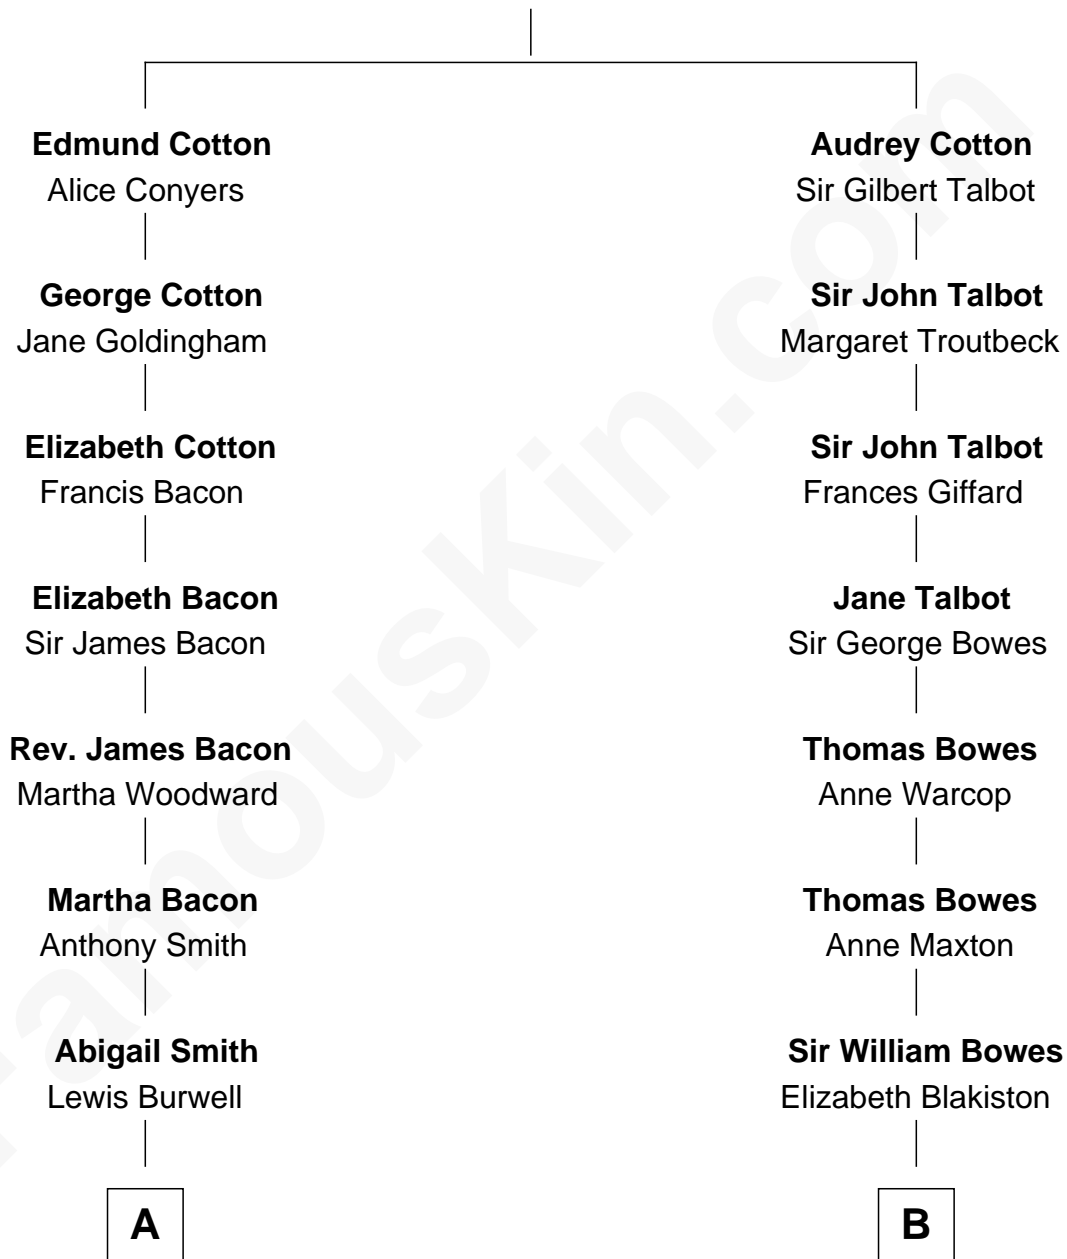 Edmund Cotton
Alice Conyers
George Cotton
Jane Goldingham
Elizabeth Cotton
Francis Bacon
Elizabeth Bacon
Sir James Bacon
Rev. James Bacon
Martha Woodward
Martha Bacon
Anthony Smith
Abigail Smith
Lewis Burwell
A
Audrey Cotton
Sir Gilbert Talbot
Sir John Talbot
Margaret Troutbeck
Sir John Talbot
Frances Giffard
Jane Talbot
Sir George Bowes
Thomas Bowes
Anne Warcop
Thomas Bowes
Anne Maxton
Sir William Bowes
Elizabeth Blakiston
B
FamousKin.com